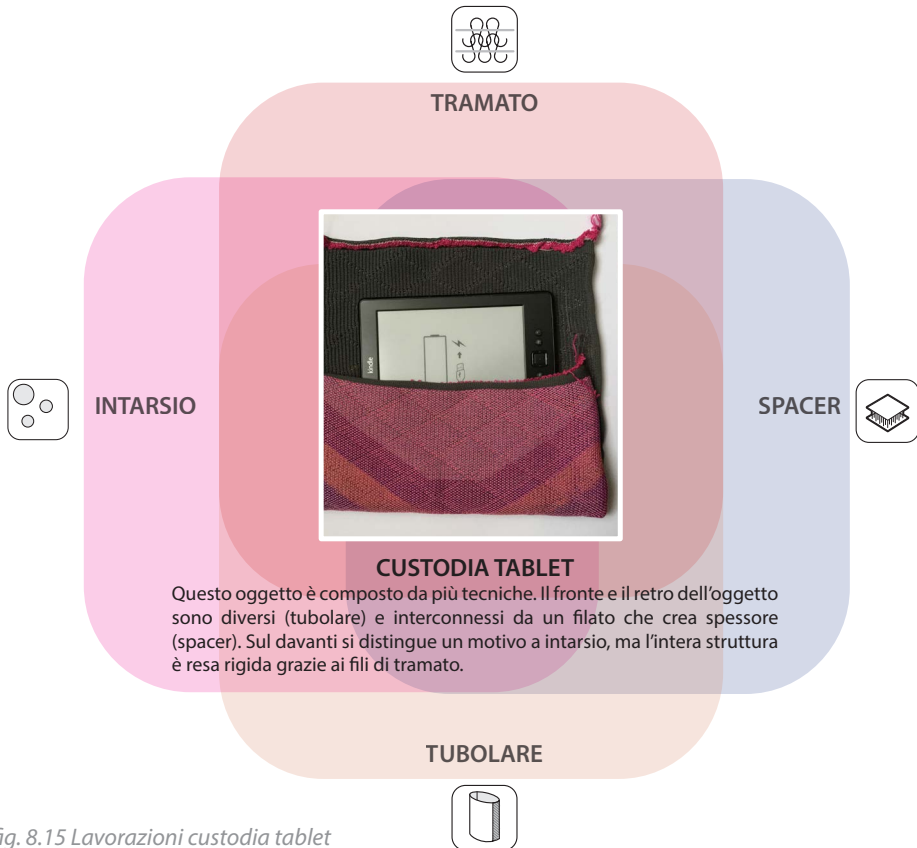 TRAMATO
INTARSIO
SPACER
kindle
CUSTODIA TABLET
Questo oggetto è composto da più tecniche. Il fronte e il retro dell'oggetto
sono diversi (tubolare) e interconnessi da un filato che crea spessore
(spacer). Sul davanti si distingue un motivo a intarsio, ma l'intera struttura
è resa rigida grazie ai fili di tramato.
TUBOLARE
fig. 8.15 Lavorazioni custodia tablet